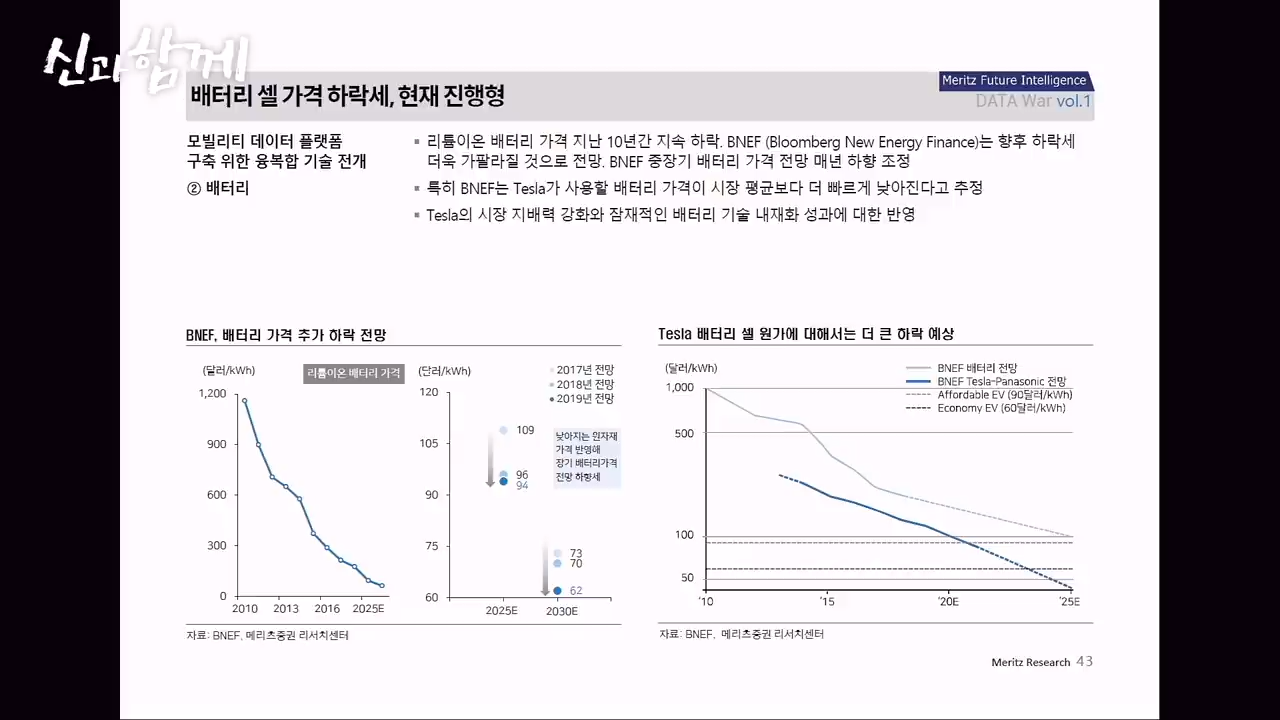 신과함께
배터리 셀 가격 하락세, 현재 진행형
Meritz Future Intelligence
DATA War vol.1
모빌리티 데이터 플랫폼
구축 위한 융복합 기술 전개
② 배터리
▪ 리튬이온 배터리 가격 지난 10년간 지속 하락. BNEF (Bloomberg New Energy Finance)는 향후 하락세
더욱 가팔라질 것으로 전망. BNEF 중장기 배터리 가격 전망 매년 하향 조정
▪ 특히 BNEF는 Tesla가 사용할 배터리 가격이 시장 평균보다 더 빠르게 낮아진다고 추정
▪ Tesla의 시장 지배력 강화와 잠재적인 배터리 기술 내재화 성과에 대한 반영
BNEF, 배터리 가격 추가 하락 전망
(달러/kWh)
리튬이온 배터리 가격
1,200
900
600
300
0
2010 2013 2016 2025E
(단러/kWh)
2017년 전망
2018년 전망
2019년 전망
120
105
90
75
60
109
96
94
낮아지는 원자재
가격 반영해
장기 배터리가격
전망 하향세
73
70
62
2025E 2030E
자료: BNEF, 메리츠증권 리서치센터
Tesla 배터리 셀 원가에 대해서는 더 큰 하락 예상
(달러/kWh)
BNEF 배터리 전망
BNEF Tesla-Panasonic 전망
Affordable EV (90달러/kWh)
Economy EV (60달러/kWh)
1,000
500
100
50
'10 '15 '20E '25E
자료: BNEF, 메리츠증권 리서치센터
Meritz Research 43